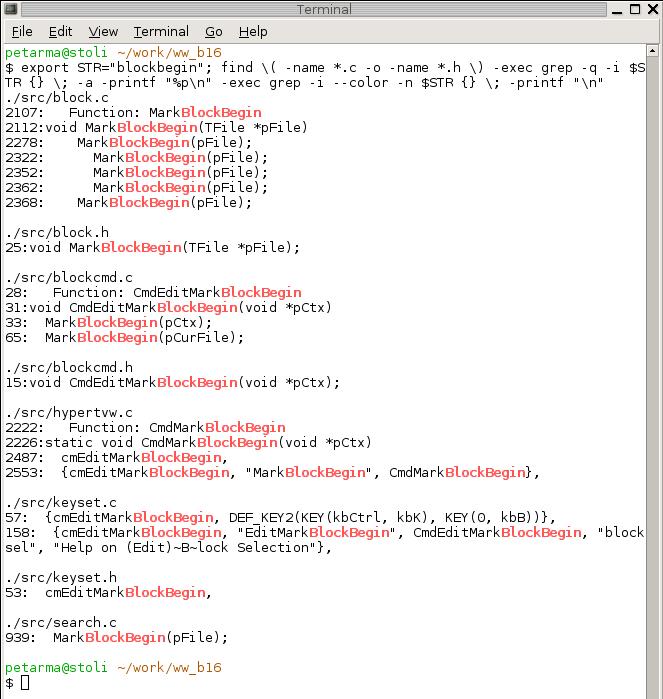 Terminal
File Edit View Terminal Go Help
petarma@stoli ~/work/ww_b16
$ export STR="blockbegin"; find \( -name *.c -o -name *.h \) -exec grep -q -i $S
TR {} \; -a -printf "%p\n" -exec grep -i --color -n $STR {} \; -printf "\n"
./src/block.c
2107:   Function: MarkBlockBegin
2112:void MarkBlockBegin(TFile *pFile)
2278:    MarkBlockBegin(pFile);
2322:      MarkBlockBegin(pFile);
2352:      MarkBlockBegin(pFile);
2362:      MarkBlockBegin(pFile);
2368:    MarkBlockBegin(pFile);
./src/block.h
25:void MarkBlockBegin(TFile *pFile);
./src/blockcmd.c
28:   Function: CmdEditMarkBlockBegin
31:void CmdEditMarkBlockBegin(void *pCtx)
33:  MarkBlockBegin(pCtx);
65:  MarkBlockBegin(pCurFile);
./src/blockcmd.h
15:void CmdEditMarkBlockBegin(void *pCtx);
./src/hypertvw.c
2222:   Function: CmdMarkBlockBegin
2226:static void CmdMarkBlockBegin(void *pCtx)
2487:  cmEditMarkBlockBegin,
2553:  {cmEditMarkBlockBegin, "MarkBlockBegin", CmdMarkBlockBegin},
./src/keyset.c
57:  {cmEditMarkBlockBegin, DEF_KEY2(KEY(kbCtrl, kbK), KEY(0, kbB))},
158:  {cmEditMarkBlockBegin, "EditMarkBlockBegin", CmdEditMarkBlockBegin, "block
sel", "Help on (Edit)~B~lock Selection"},
./src/keyset.h
53:  cmEditMarkBlockBegin,
./src/search.c
939:  MarkBlockBegin(pFile);
petarma@stoli ~/work/ww_b16
$